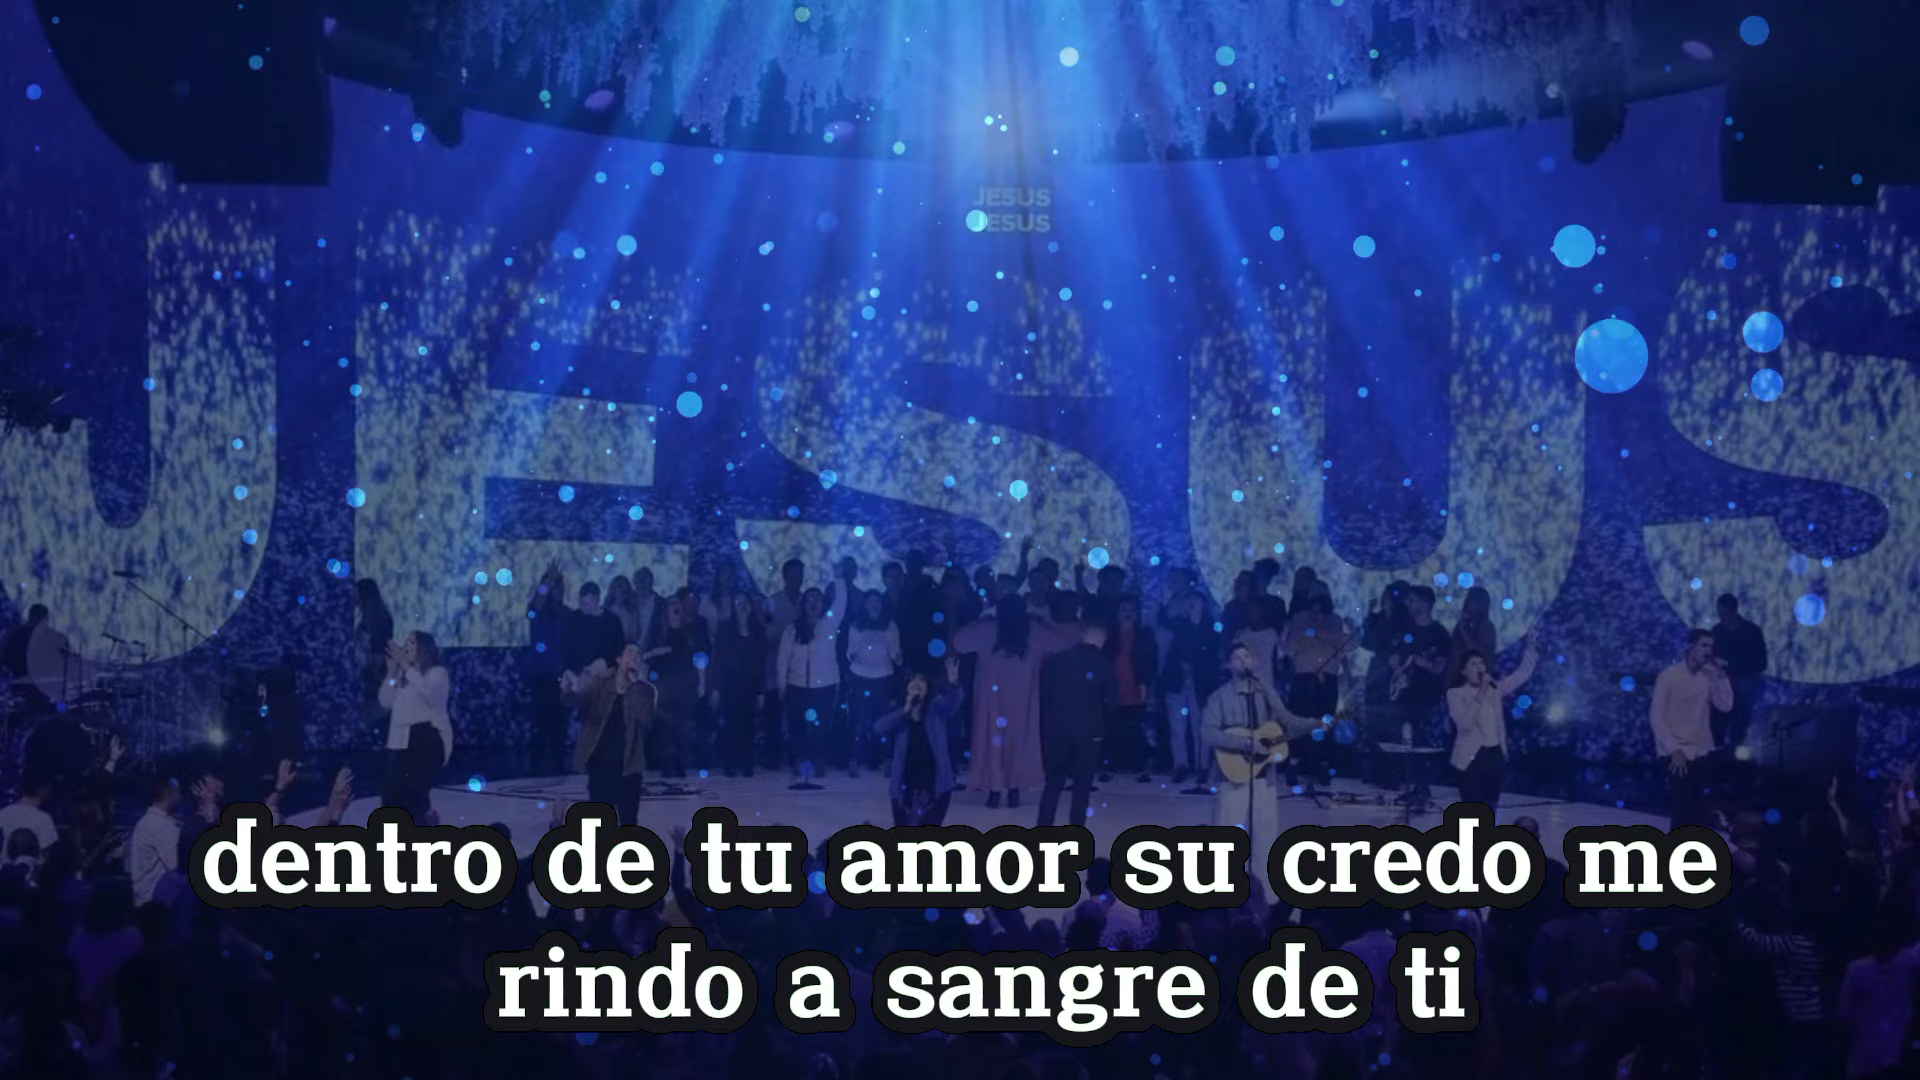 JESUS
JESUS
JESUS
dentro de tu amor su credo me
rindo a sangre de ti